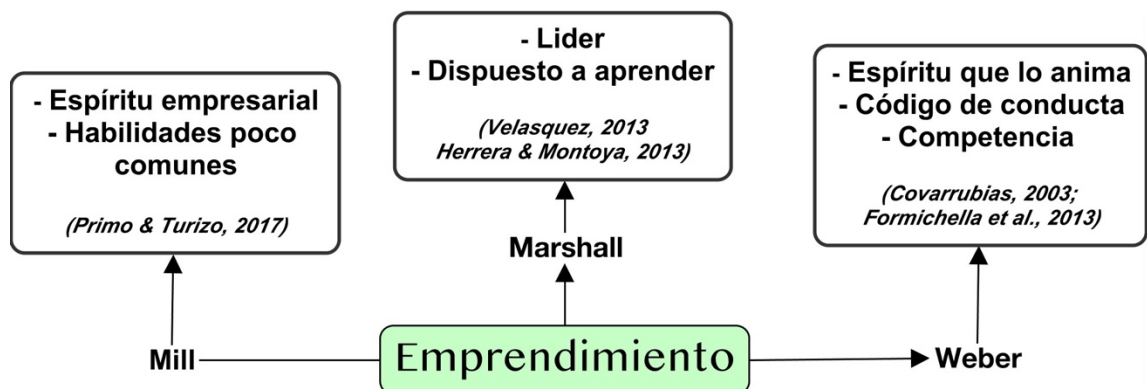 - Espíritu empresarial
- Habilidades poco
comunes
(Primo & Turizo, 2017)
- Lider
- Dispuesto a aprender
(Velasquez, 2013
Herrera & Montoya, 2013)
- Espíritu que lo anima
- Código de conducta
- Competencia
(Covarrubias, 2003;
Formichella et al., 2013)
Marshall
Mill
Emprendimiento
Weber